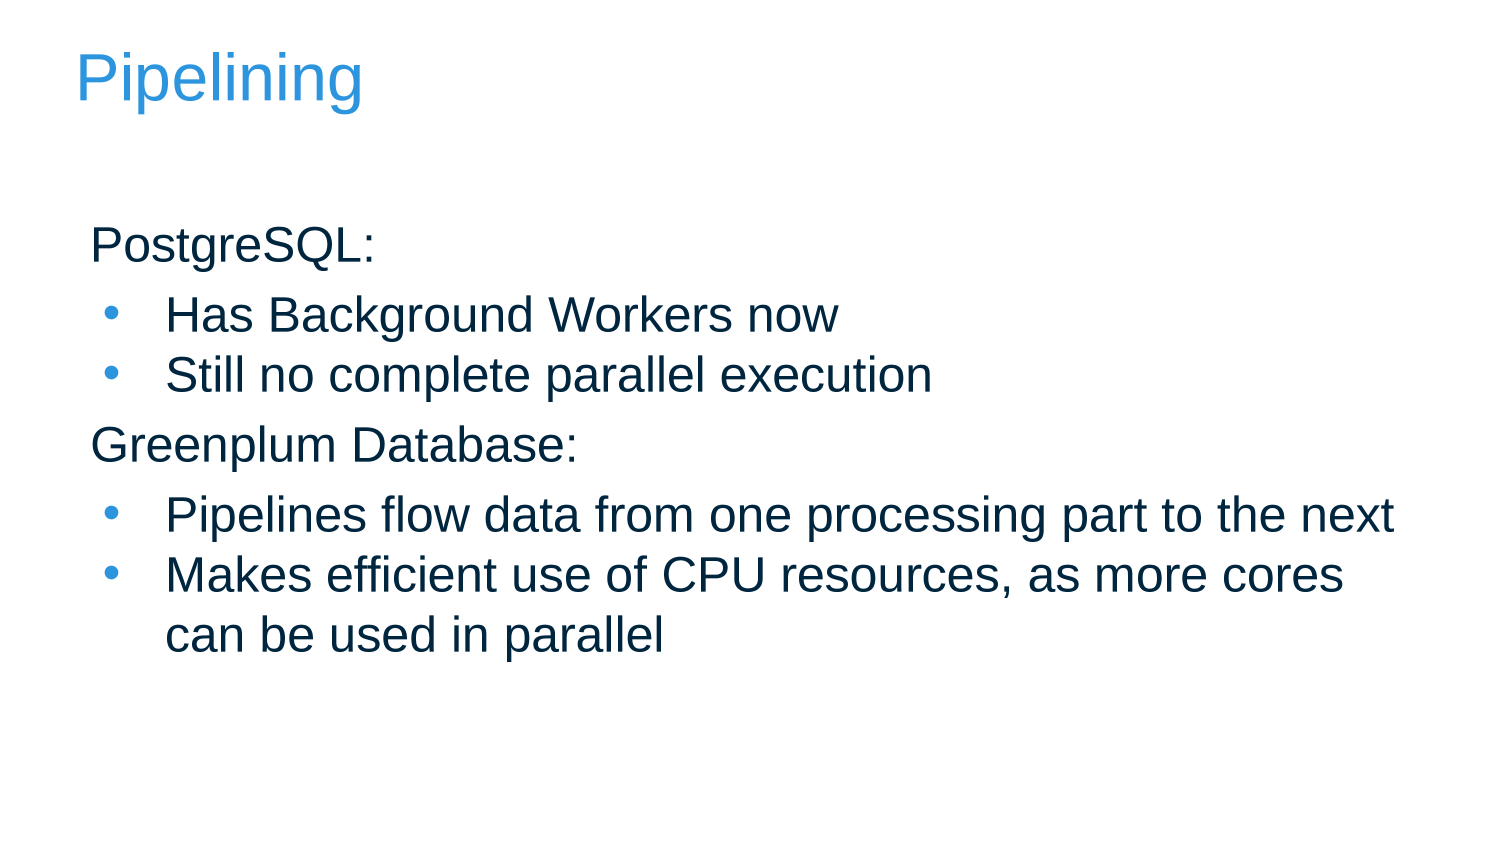 Pipelining
PostgreSQL:
• Has Background Workers now
• Still no complete parallel execution
Greenplum Database:
• Pipelines flow data from one processing part to the next
• Makes efficient use of CPU resources, as more cores
can be used in parallel